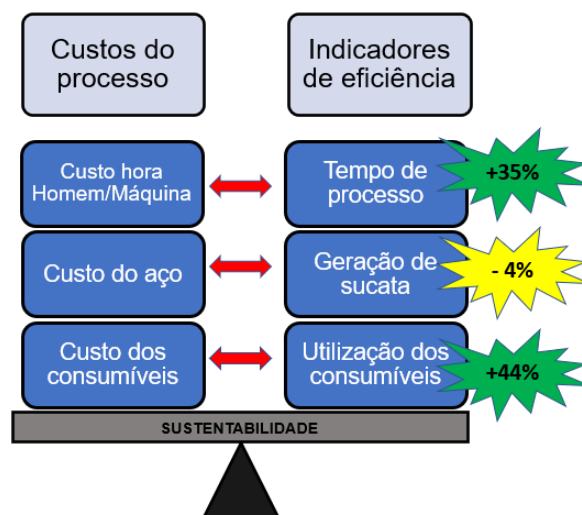 Custos do
processo
Indicadores
de eficiência
Custo hora
Homem/Máquina
Tempo de
processo
+35%
Custo do aço
Geração de
sucata
- 4%
Custo dos
consumíveis
Utilização dos
consumíveis
+44%
SUSTENTABILIDADE